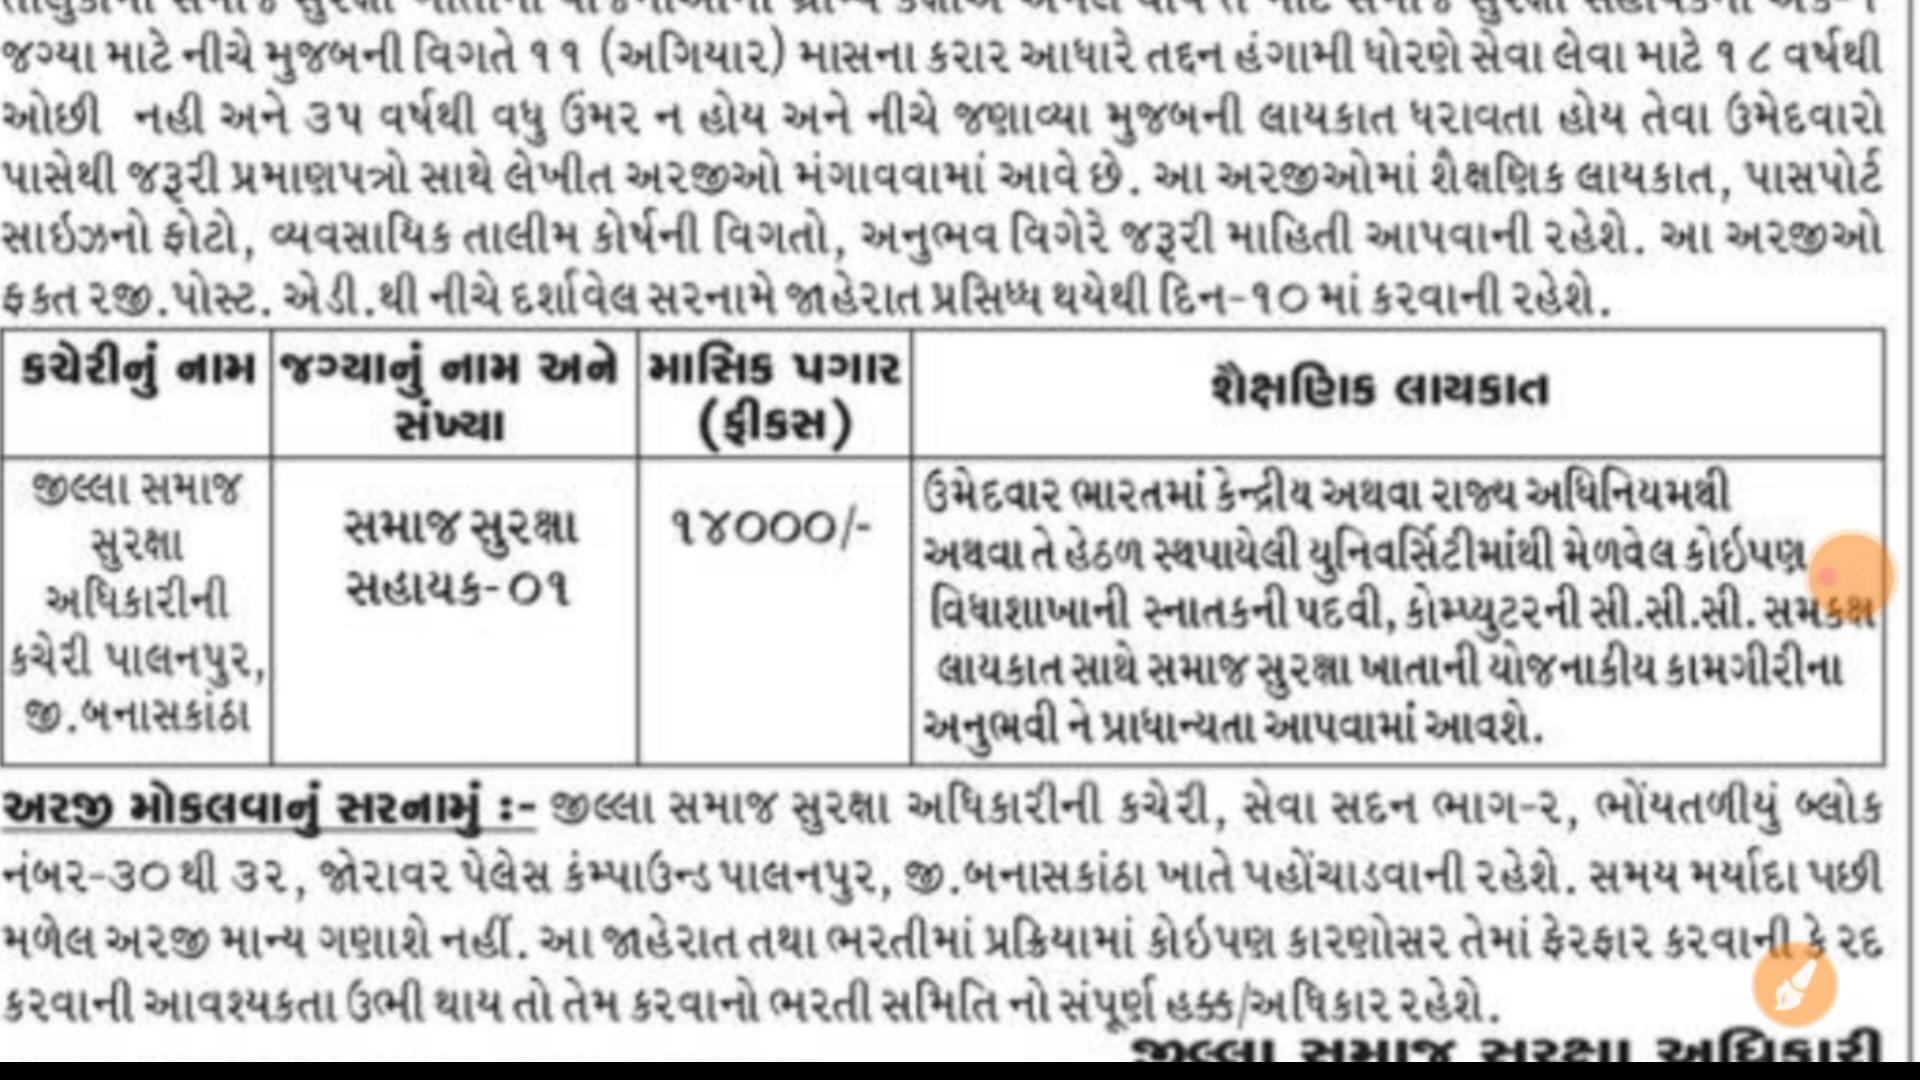 જગ્યા માટે નીચે મુજબની વિગતે ૧૧ (અગિયાર) માસના કરાર આધારે તદ્દન હંગામી ધોરણે સેવા લેવા માટે ૧૮ વર્ષથી
ઓછી નહી અને ૩૫ વર્ષથી વધુ ઉંમર ન હોય અને નીચે જણાવ્યા મુજબની લાયકાત ધરાવતા હોય તેવા ઉમેદવારો
પાસેથી જરૂરી પ્રમાણપત્રો સાથે લેખીત અરજીઓ મંગાવવામાં આવે છે. આ અરજીઓમાં શૈક્ષણિક લાયકાત, પાસપોર્ટ
સાઇઝનો ફોટો, વ્યવસાયિક તાલીમ કોર્ષની વિગતો, અનુભવ વિગેરે જરૂરી માહિતી આપવાની રહેશે. આ અરજીઓ
ફકત રજી.પોસ્ટ. એડી.થી નીચે દર્શાવેલ સરનામે જાહેરાત પ્રસિધ્ધ થયેથી દિન-૧૦ માં કરવાની રહેશે.
કચેરીનું નામ
જગ્યાનું નામ અને
સંખ્યા
માસિક પગાર
(ફીકસ)
શૈક્ષણિક લાયકાત
જીલ્લા સમાજ
સુરક્ષા
અધિકારીની
કચેરી પાલનપુર,
જી.બનાસકાંઠા
સમાજ સુરક્ષા
સહાયક-૦૧
૧૪૦૦૦/-
ઉમેદવાર ભારતમાં કેન્દ્રીય અથવા રાજ્ય અધિનિયમથી
અથવા તે હેઠળ સ્થપાયેલી યુનિવર્સિટીમાંથી મેળવેલ કોઇપણ
વિધાશાખાની સ્નાતકની પદવી, કોમ્પ્યુટરની સી.સી.સી. સમકક્ષ
લાયકાત સાથે સમાજ સુરક્ષા ખાતાની યોજનાકીય કામગીરીના
અનુભવી ને પ્રાધાન્યતા આપવામાં આવશે.
અરજી મોકલવાનું સરનામું :- જીલ્લા સમાજ સુરક્ષા અધિકારીની કચેરી, સેવા સદન ભાગ-૨, ભોંયતળીયું બ્લોક
નંબર-૩૦ થી ૩૨, જોરાવર પેલેસ કંમ્પાઉન્ડ પાલનપુર, જી.બનાસકાંઠા ખાતે પહોંચાડવાની રહેશે. સમય મર્યાદા પછી
મળેલ અરજી માન્ય ગણાશે નહીં. આ જાહેરાત તથા ભરતીમાં પ્રક્રિયામાં કોઇપણ કારણોસર તેમાં ફેરફાર કરવાની કે રદ
કરવાની આવશ્યકતા ઉભી થાય તો તેમ કરવાનો ભરતી સમિતિ નો સંપૂર્ણ હક્ક/અધિકાર રહેશે.
જીલ્લા સમાજ સુરક્ષા અધિકારી